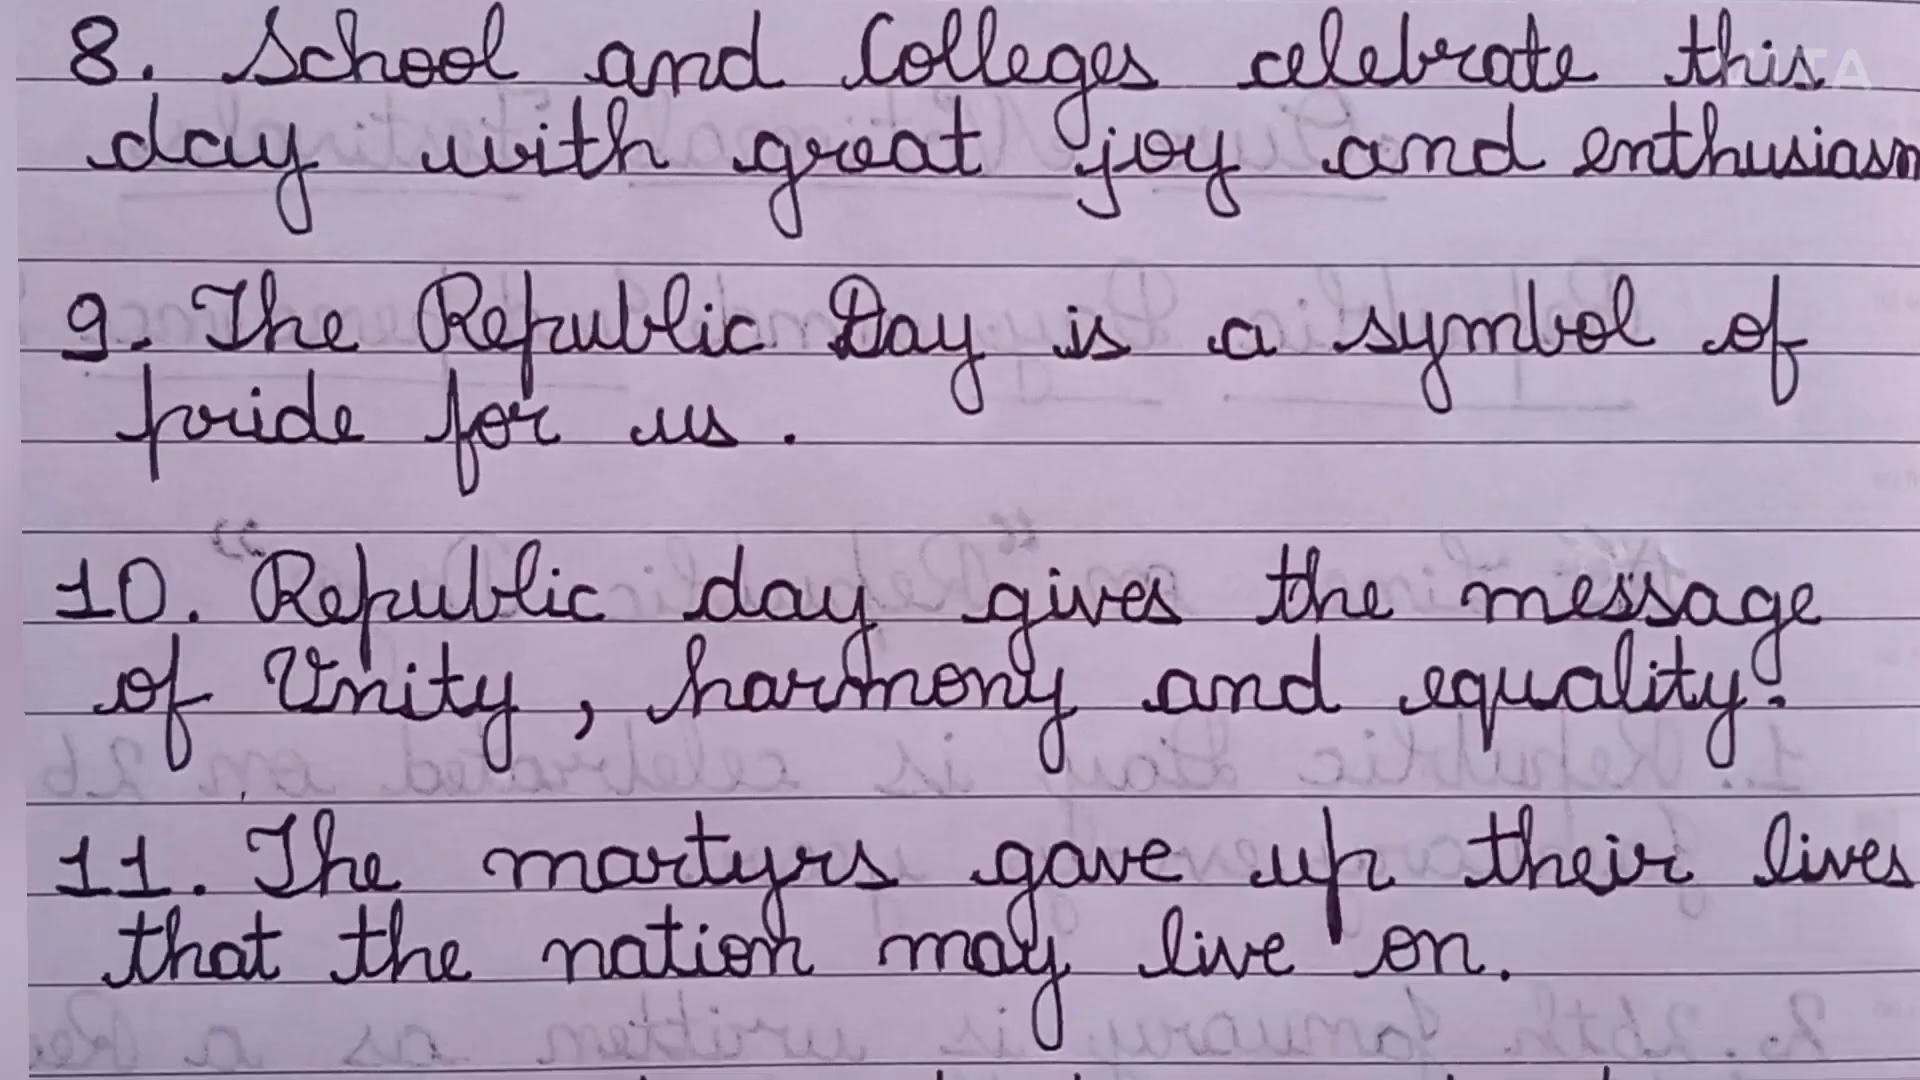 8. School and Colleges celebrate this
day with great joy and enthusiasm
9. The Republic Day is a symbol of
pride for us.
10. Republic day gives the message
of Unity, harmony and equality.
11. The martyrs gave up their lives
that the nation may live on.